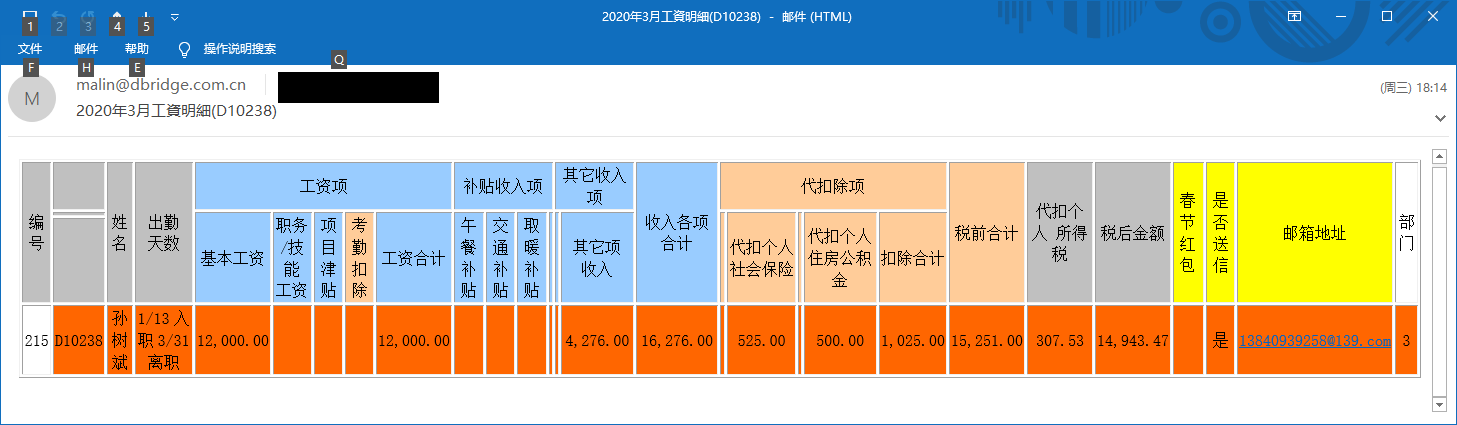 2020年3月工資明細(D10238) - 邮件 (HTML)
1 2 3 4 5
文件 邮件 帮助 操作说明搜索
F H E Q
M
malin@dbridge.com.cn
(周三) 18:14
2020年3月工資明細(D10238)
编号 姓名 出勤天数 工资项 补贴收入项 其它收入项 收入各项合计 代扣除项 税前合计 代扣个人 所得税 税后金额 春节红包 是否送信 邮箱地址 部门
基本工资 职务/技能工资 项目津贴 考勤扣除 工资合计 午餐补贴 交通补贴 取暖补贴 其它项收入 代扣个人社会保险 代扣个人住房公积金 扣除合计
215 D10238 孙树斌 1/13 入职 3/31 离职 12,000.00 12,000.00 4,276.00 16,276.00 525.00 500.00 1,025.00 15,251.00 307.53 14,943.47 是 13840939258@139.com 3